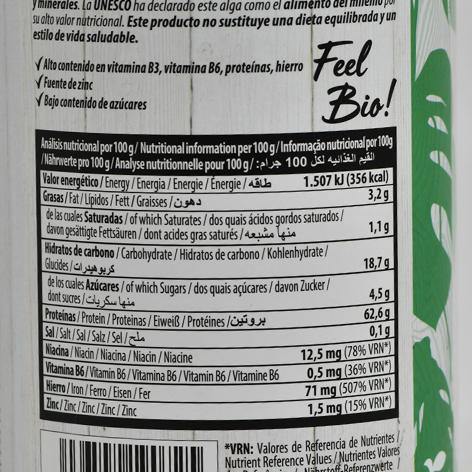 y minerales. La UNESCO ha declarado este alga como el alimento del milenio por
su alto valor nutricional. Este producto no sustituye una dieta equilibrada y un
estilo de vida saludable.
✓ Alto contenido en vitamina B3, vitamina B6, proteínas, hierro
✓ Fuente de zinc
✓ Bajo contenido de azúcares
Feel
Bio!
Análisis nutricional por 100 g / Nutritional information per 100 g / Informação nutricional por 100g
/ Nährwerte pro 100 g / Analyse nutritionnelle pour 100 g / القيم الغذائيه لكل 100 جرام:
Valor energético / Energy / Energia / Energie / Énergie / طاقه 1.507 kJ (356 kcal)
Grasas / Fat / Lípidos / Fett / Graisses / دهون 3,2 g
de las cuales Saturadas / of which Saturates / dos quais ácidos gordos saturados /
davon gesättigte Fettsäuren / dont acides gras saturés / منها مشبعه 1,1 g
Hidratos de carbono / Carbohydrate / Hidratos de carbono / Kohlenhydrate /
Glucides / كربوهيدرات 18,7 g
de los cuales Azúcares / of which Sugars / dos quais açúcares / davon Zucker /
dont sucres / منها سكريات 4,5 g
Proteínas / Protein / Proteínas / Eiweiß / Protéines / بروتين 62,6 g
Sal / Salt / Sal / Salz / Sel / ملح 0,1 g
Niacina / Niacin / Niacina / Niacin / Niacine 12,5 mg (78% VRN*)
Vitamina B6 / Vitamin B6 / Vitamina B6 / Vitamin B6 / Vitamine B6 0,5 mg (36% VRN*)
Hierro / Iron / Ferro / Eisen / Fer 71 mg (507% VRN*)
Zinc / Zinc / Zinc / Zinc / Zinc 1,5 mg (15% VRN*)
*VRN: Valores de Referencia de Nutrientes /
Nutrient Reference Values / Nutrientes Valores
Nährstoff-Referenzwerte